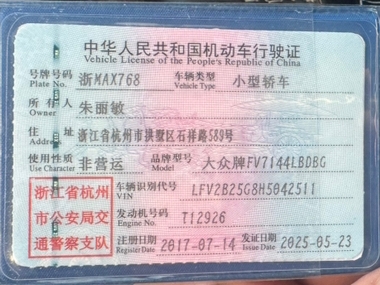 中华人民共和国机动车行驶证
Vehicle License of the People's Republic of China
号牌号码 浙MAX768 车辆类型 小型轿车
Plate No. Vehicle Type
所有人 朱丽敏
Owner
住址 浙江省杭州市拱墅区石祥路589号
Address
使用性质 非营运 品牌型号 大众牌FV7144LBDBG
Use Character Model
浙江省杭州
市公安局交
通警察支队
车辆识别代号 LFV2B25G8H5042511
VIN
发动机号码 T12926
Engine No.
注册日期 2017-07-14 发证日期 2025-05-23
Register Date Issue Date